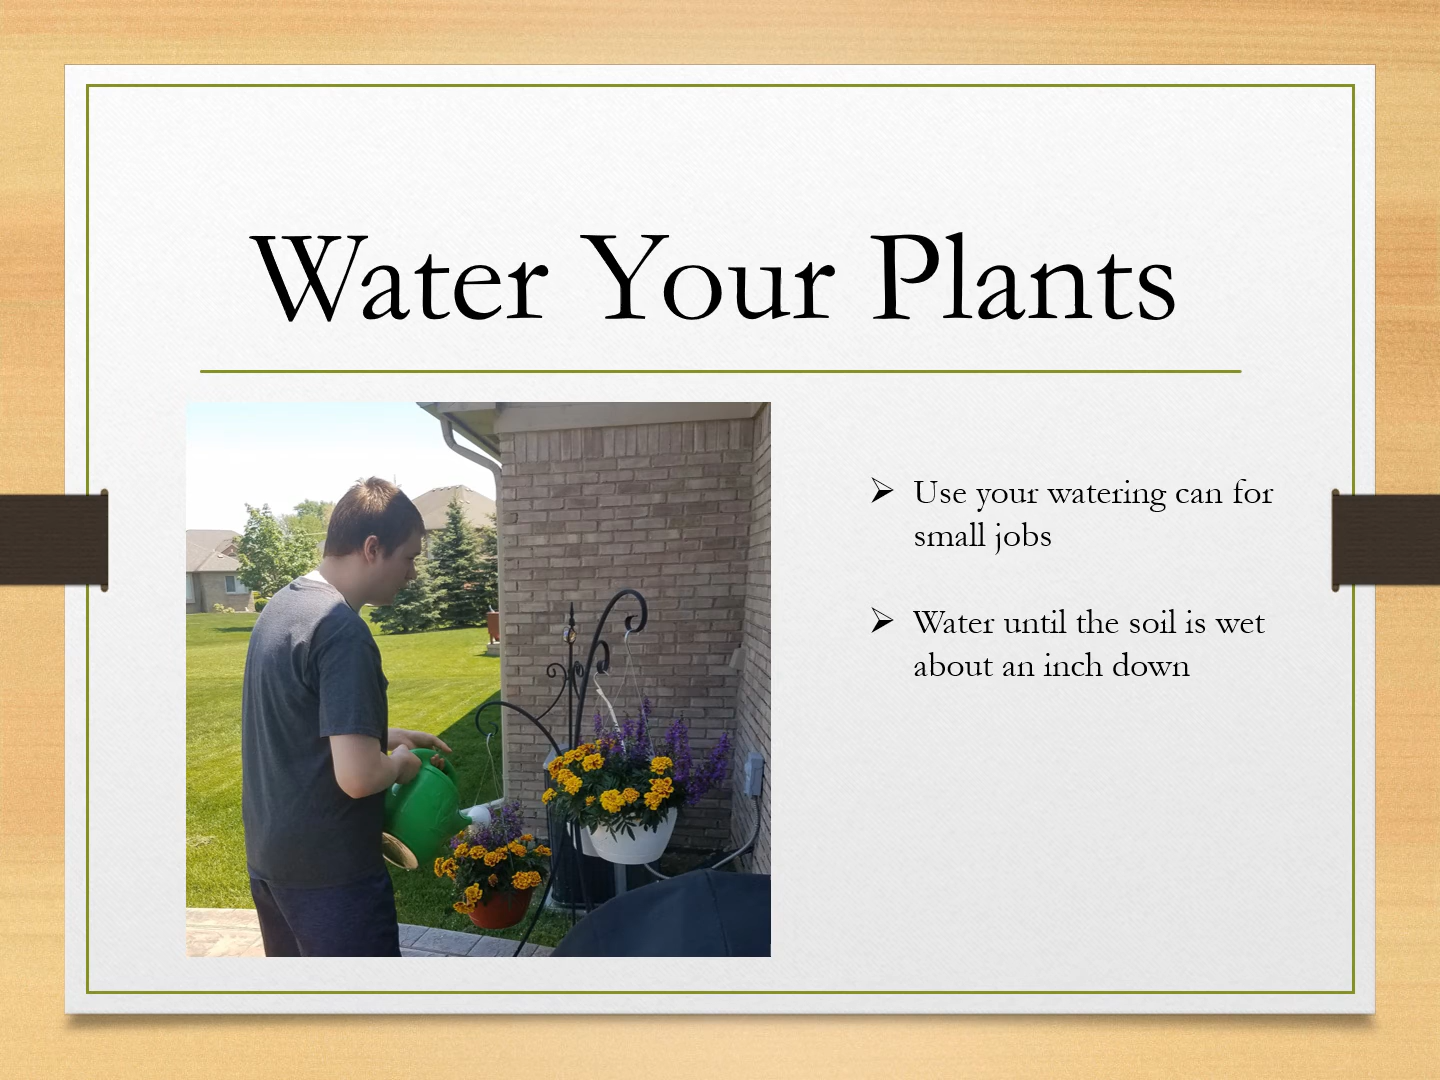 Water Your Plants
➢ Use your watering can for
small jobs
➢ Water until the soil is wet
about an inch down